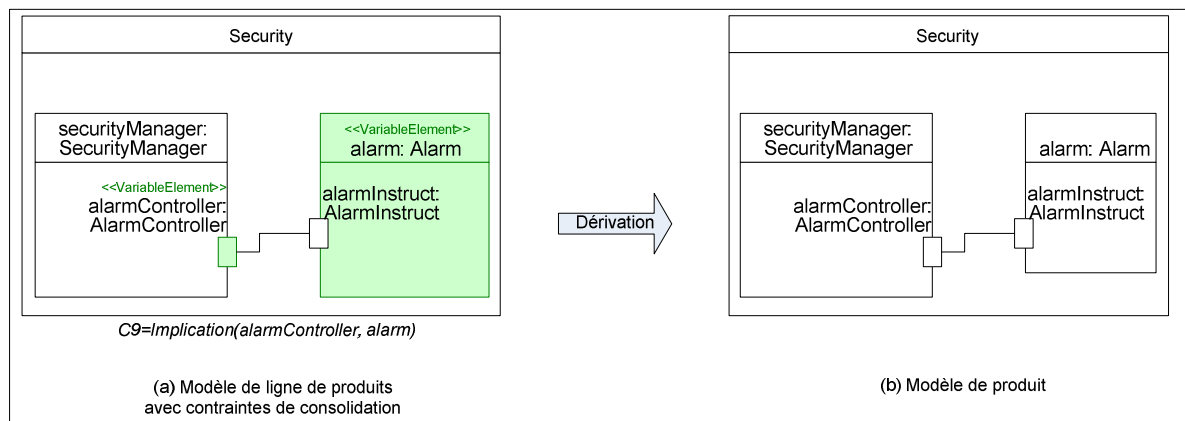 Security
securityManager:
SecurityManager
<<VariableElement>>
alarmController:
AlarmController
<<VariableElement>>
alarm: Alarm
alarmInstruct:
AlarmInstruct
C9=Implication(alarmController, alarm)
(a) Modèle de ligne de produits
avec contraintes de consolidation
Dérivation
Security
securityManager:
SecurityManager
alarmController:
AlarmController
alarm: Alarm
alarmInstruct:
AlarmInstruct
(b) Modèle de produit